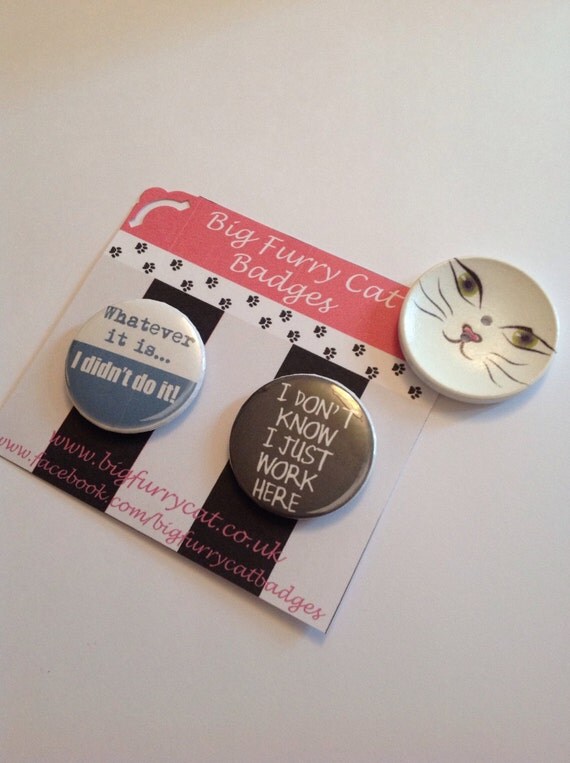 Big Furry Cat
Badges
Whatever
it is...
I didn't do it!
I DON'T
KNOW
I JUST
WORK
HERE
www.bigfurrycat.co.uk
www.facebook.com/bigfurrycatbadges